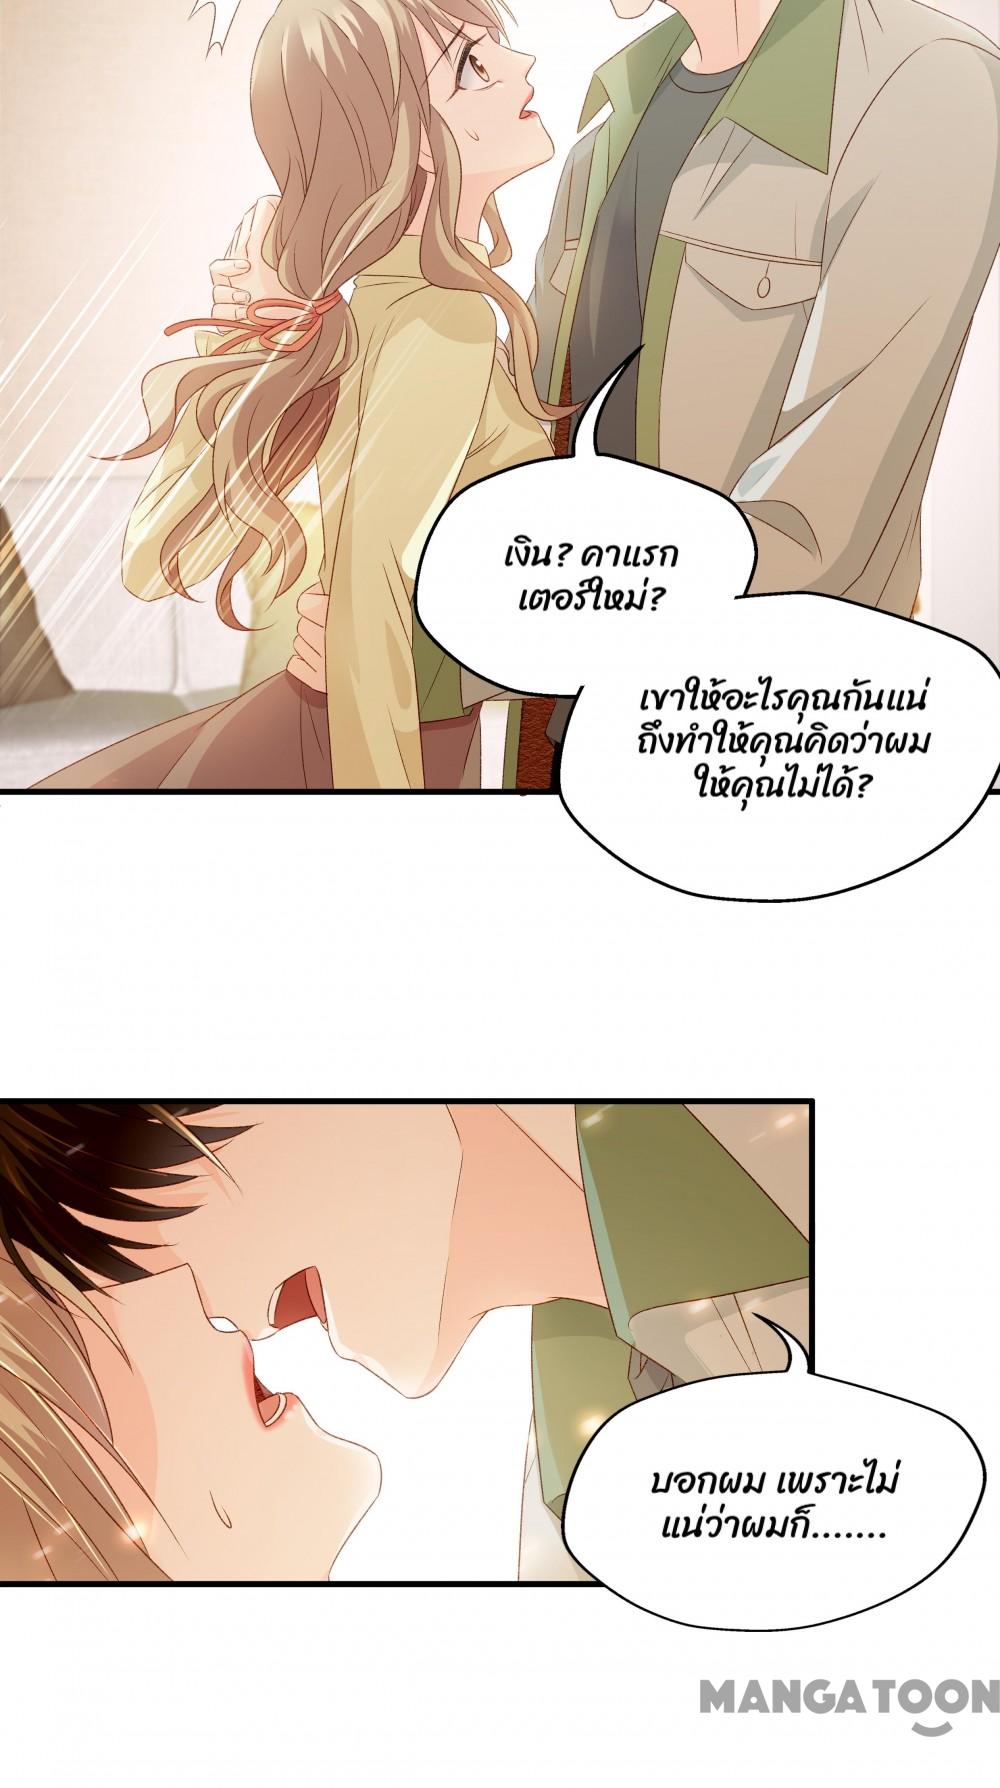 เงิน? คาแรก
เตอร์ใหม่?
เขาให้อะไรคุณกันแน่
ถึงทำให้คุณคิดว่าผม
ให้คุณไม่ได้?
บอกผม เพราะไม่
แน่ว่าผมก็.......
MANGATOON